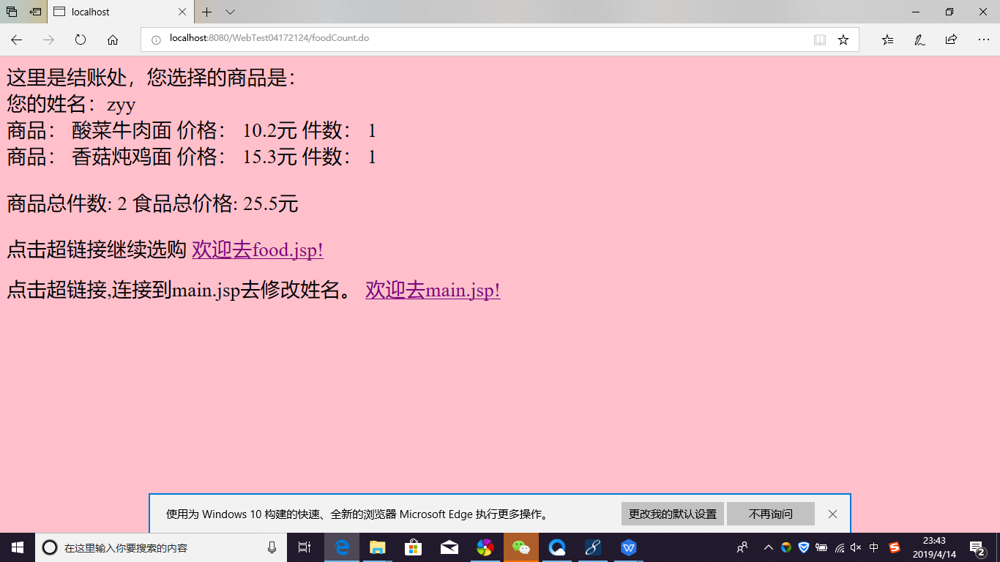 localhost
localhost:8080/WebTest04172124/foodCount.do
这里是结账处，您选择的商品是：
您的姓名：zyy
商品： 酸菜牛肉面 价格： 10.2元 件数： 1
商品： 香菇炖鸡面 价格： 15.3元 件数： 1
商品总件数: 2 食品总价格: 25.5元
点击超链接继续选购 欢迎去food.jsp!
点击超链接,连接到main.jsp去修改姓名。 欢迎去main.jsp!
使用为 Windows 10 构建的快速、全新的浏览器 Microsoft Edge 执行更多操作。 更改我的默认设置 不再询问
在这里输入你要搜索的内容
中
23:43
2019/4/14
2